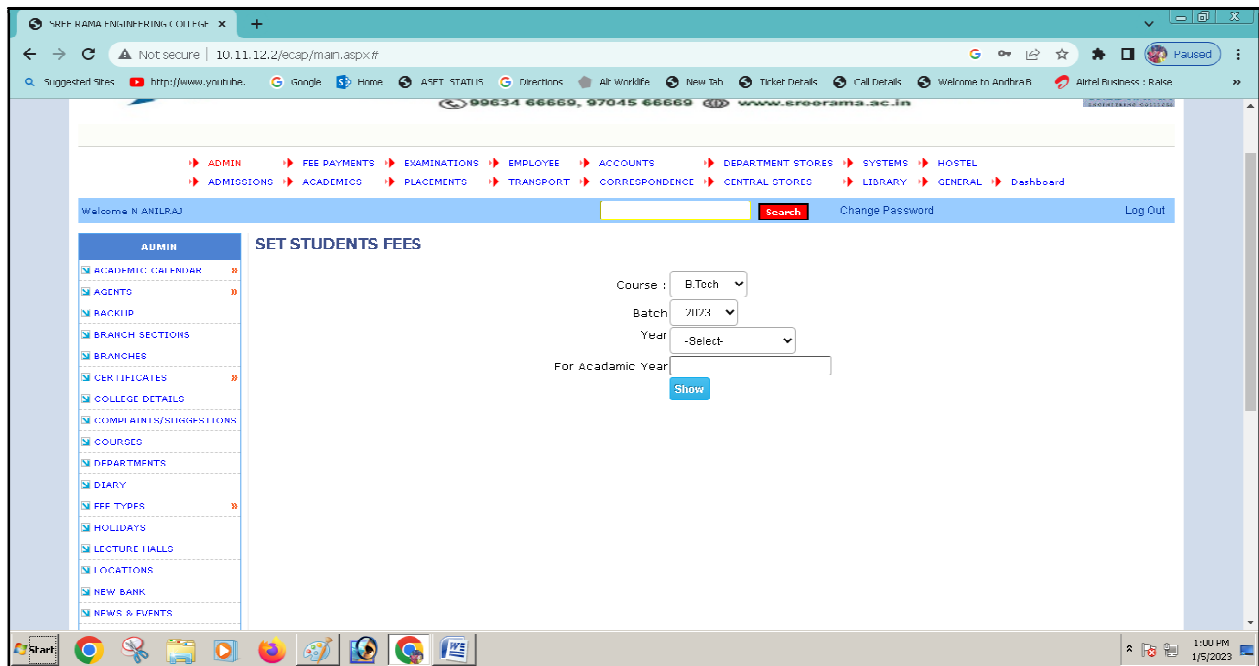 SREE RAMA ENGINEERING COLLEGE
Not secure | 10.11.12.2/ecap/main.aspx#
Paused
Suggested Sites http://www.youtube. Google Home ASET STATUS Directions Alt Worklife New Tab Ticket Details Call Details Welcome to Andhra B Airtel Business : Raise »
99634 66669, 97045 66669 www.sreerama.ac.in
ENGINEERING COLLEGE
ADMIN FEE PAYMENTS EXAMINATIONS EMPLOYEE ACCOUNTS DEPARTMENT STORES SYSTEMS HOSTEL
ADMISSIONS ACADEMICS PLACEMENTS TRANSPORT CORRESPONDENCE CENTRAL STORES LIBRARY GENERAL Dashboard
Welcome N ANILRAJ Search Change Password Log Out
ADMIN
SET STUDENTS FEES
ACADEMIC CALENDAR »
AGENTS »
BACKUP
BRANCH SECTIONS
BRANCHES
CERTIFICATES »
COLLEGE DETAILS
COMPLAINTS/SUGGESTIONS
COURSES
DEPARTMENTS
DIARY
FEE TYPES »
HOLIDAYS
LECTURE HALLS
LOCATIONS
NEW BANK
NEWS & EVENTS
Course : B.Tech
Batch 2023
Year -Select-
For Acadamic Year
Show
Start
1:00 PM
1/5/2023